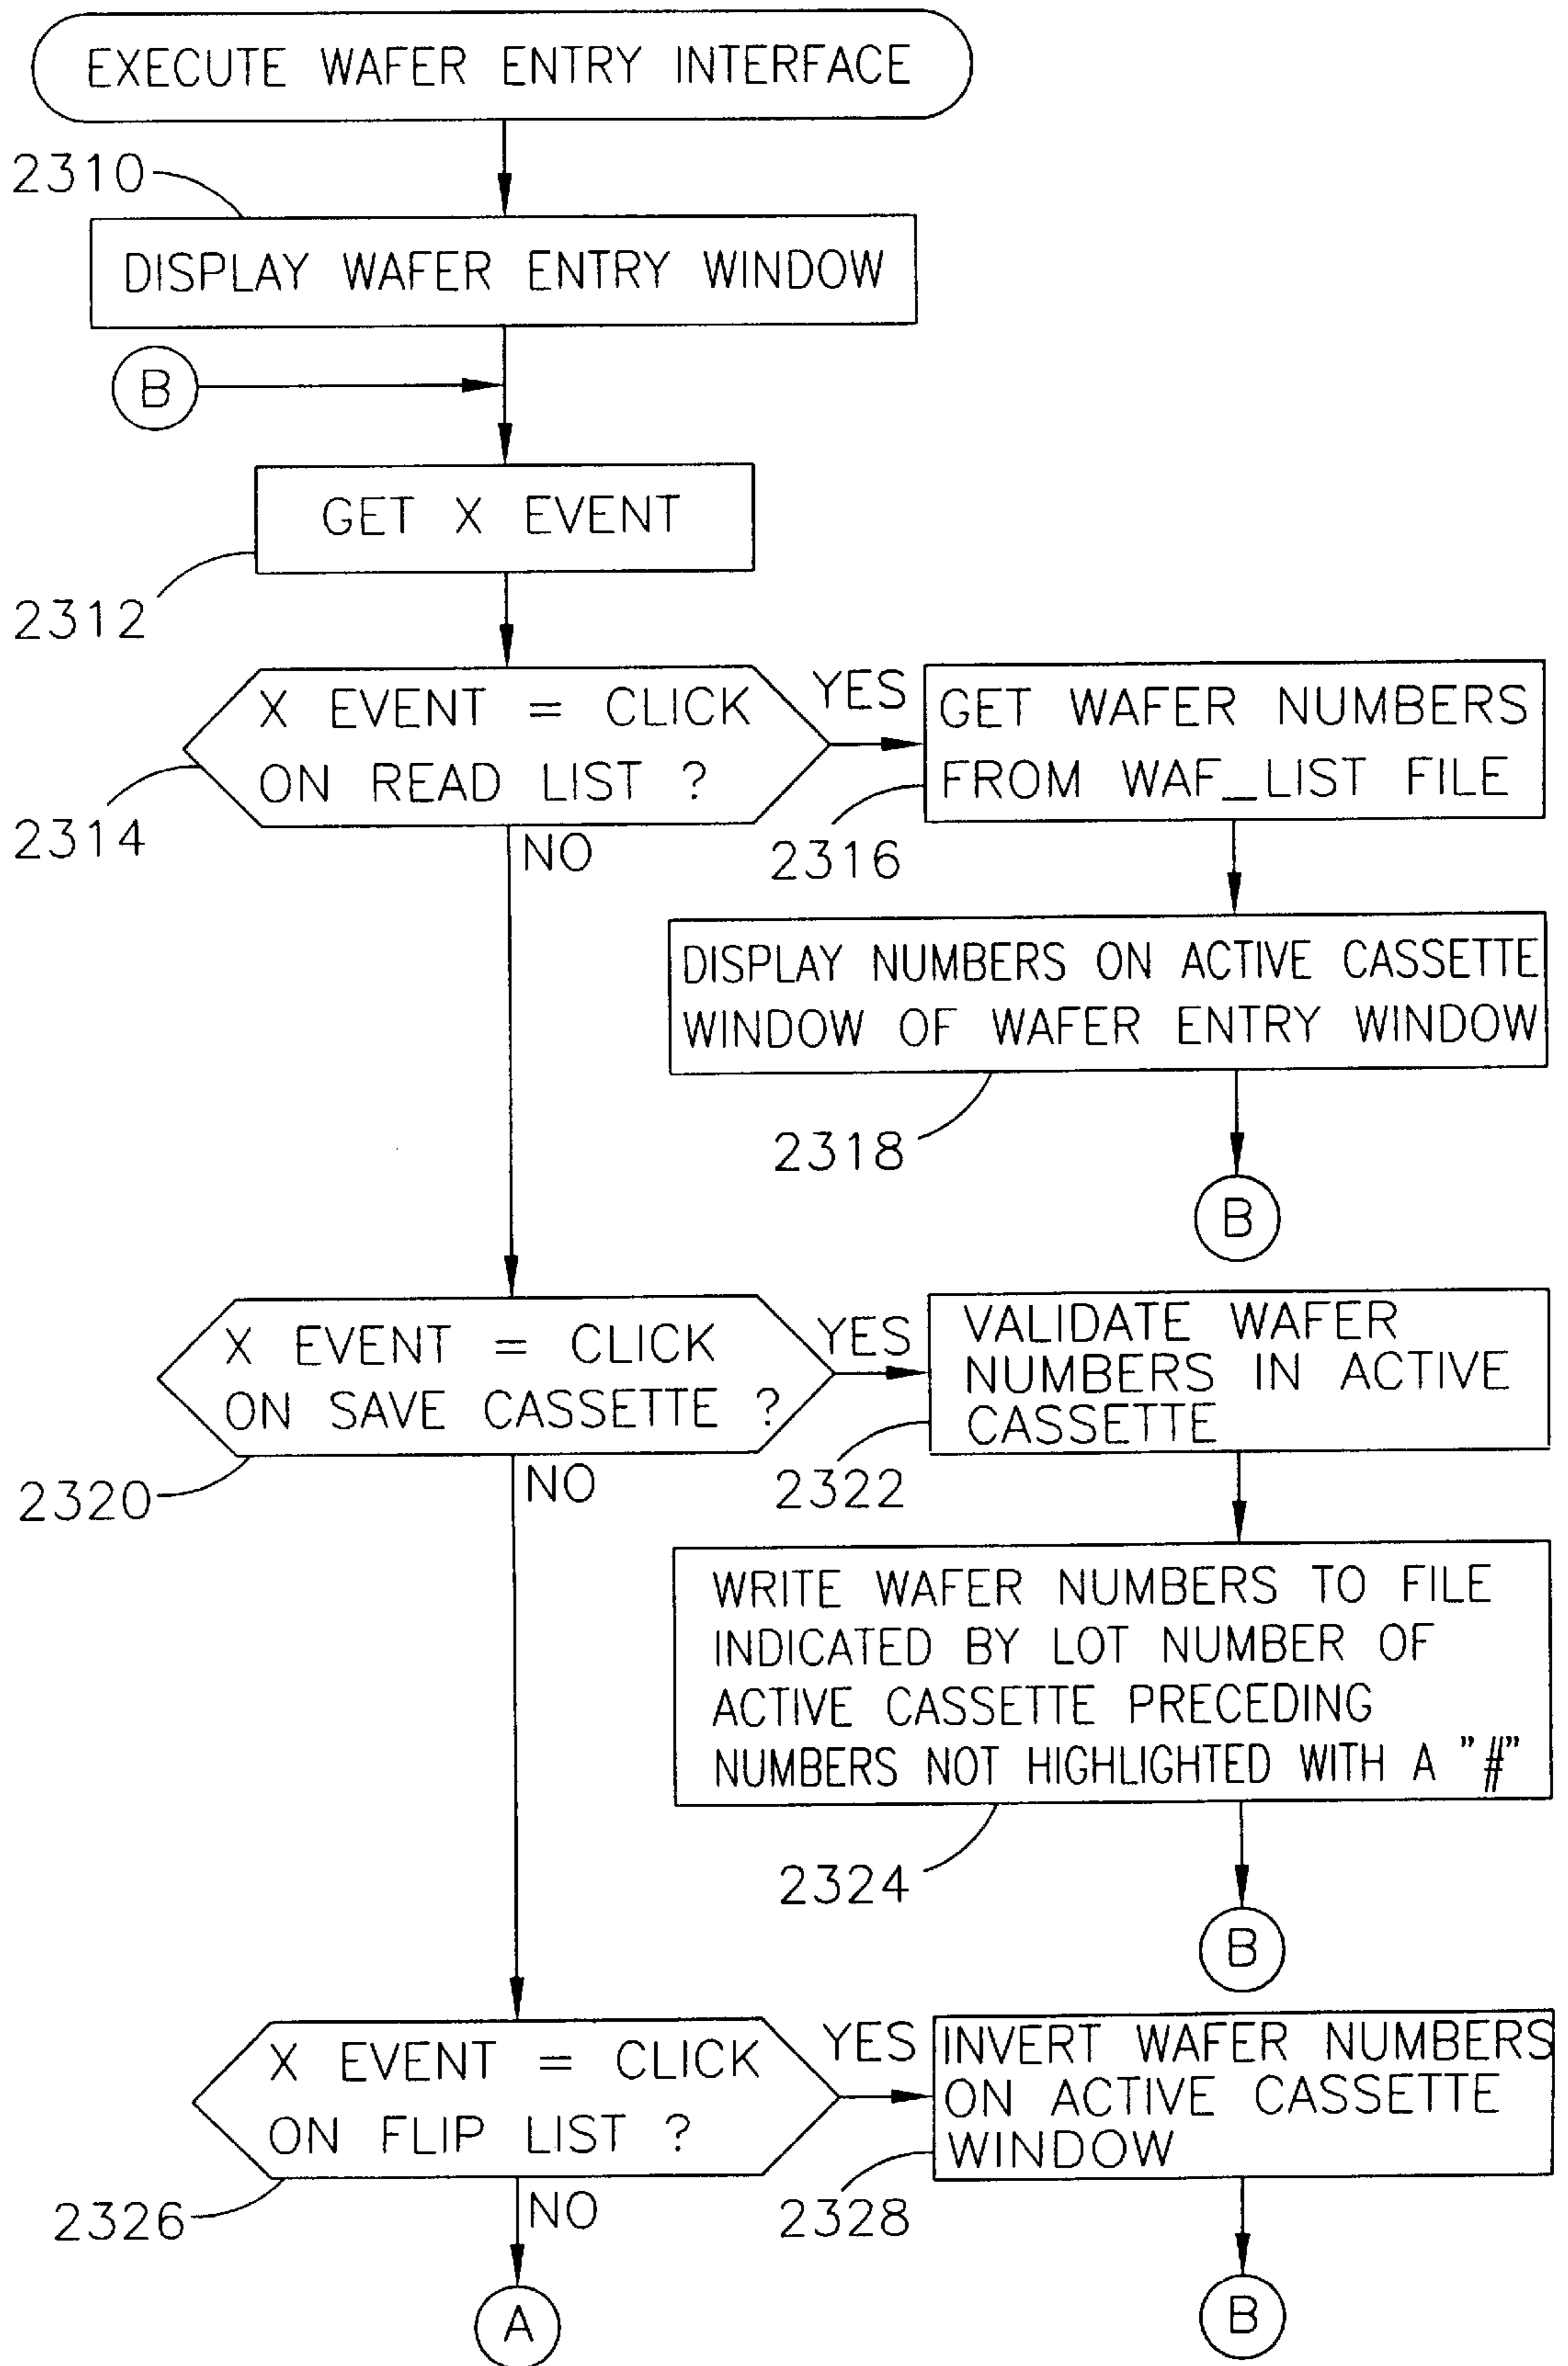 EXECUTE WAFER ENTRY INTERFACE
2310
DISPLAY WAFER ENTRY WINDOW
B
GET X EVENT
2312
X EVENT = CLICK
ON READ LIST ?
2314
YES
NO
GET WAFER NUMBERS
FROM WAF_LIST FILE
2316
DISPLAY NUMBERS ON ACTIVE CASSETTE
WINDOW OF WAFER ENTRY WINDOW
2318
B
X EVENT = CLICK
ON SAVE CASSETTE ?
2320
YES
NO
VALIDATE WAFER
NUMBERS IN ACTIVE
CASSETTE
2322
WRITE WAFER NUMBERS TO FILE
INDICATED BY LOT NUMBER OF
ACTIVE CASSETTE PRECEDING
NUMBERS NOT HIGHLIGHTED WITH A "#"
2324
B
X EVENT = CLICK
ON FLIP LIST ?
2326
YES
NO
INVERT WAFER NUMBERS
ON ACTIVE CASSETTE
WINDOW
2328
A
B